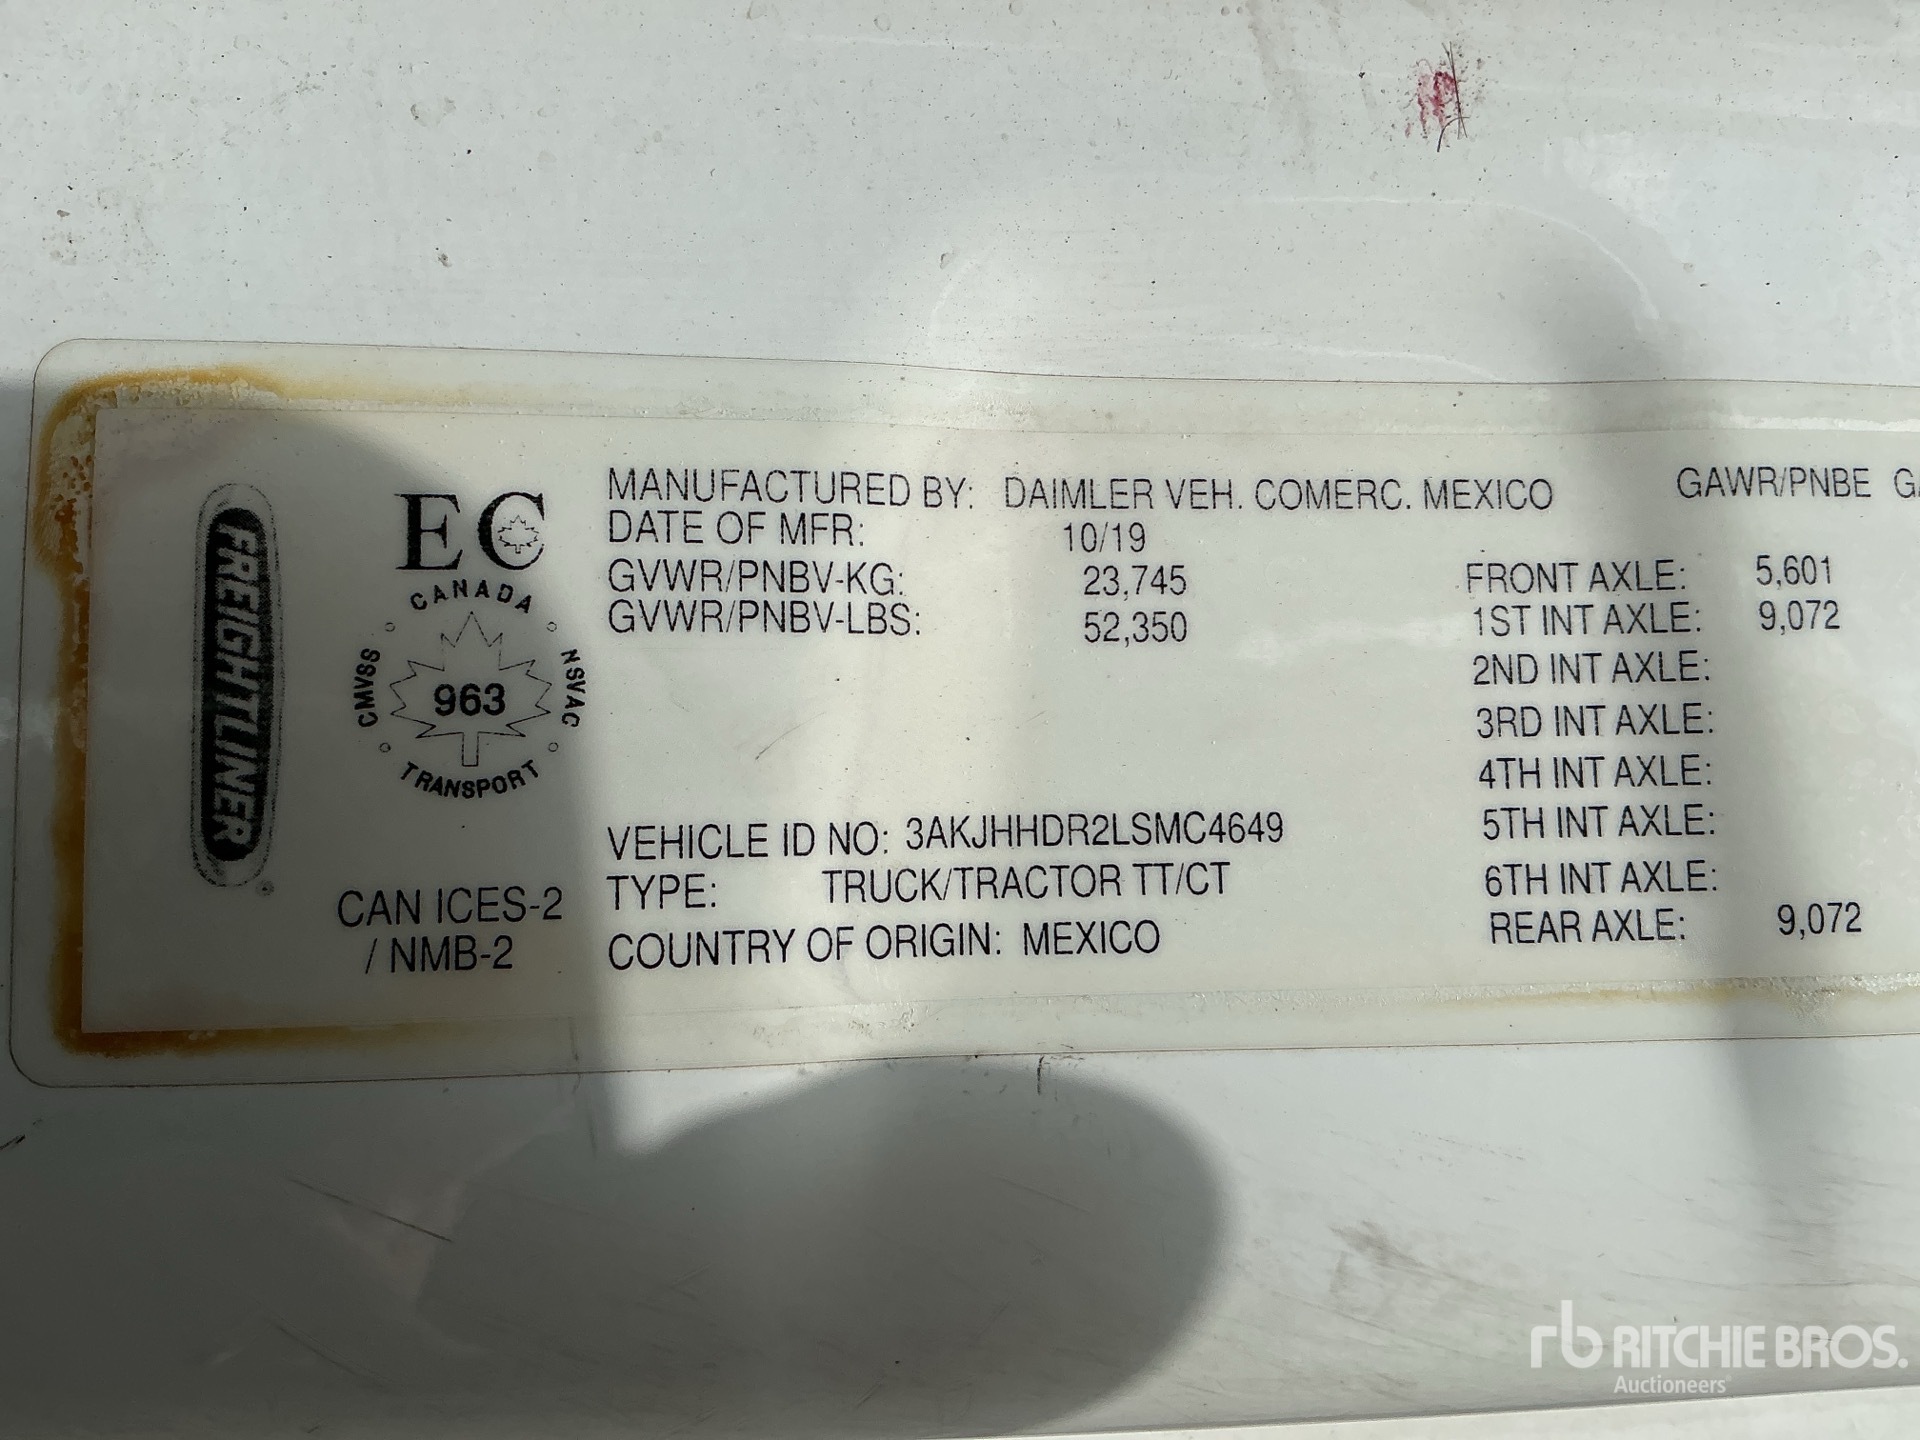 FREIGHTLINER
EC
CANADA
CMVSS
963
NSVAC
TRANSPORT
CAN ICES-2
/ NMB-2
MANUFACTURED BY: DAIMLER VEH. COMERC. MEXICO
DATE OF MFR: 10/19
GVWR/PNBV-KG: 23,745
GVWR/PNBV-LBS: 52,350
VEHICLE ID NO: 3AKJHHDR2LSMC4649
TYPE: TRUCK/TRACTOR TT/CT
COUNTRY OF ORIGIN: MEXICO
GAWR/PNBE
FRONT AXLE: 5,601
1ST INT AXLE: 9,072
2ND INT AXLE:
3RD INT AXLE:
4TH INT AXLE:
5TH INT AXLE:
6TH INT AXLE:
REAR AXLE: 9,072
rb RITCHIE BROS.
Auctioneers